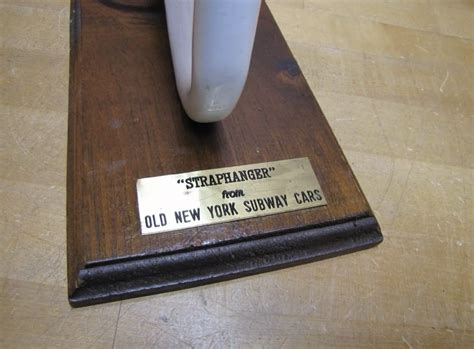 "STRAPHANGER"
from
OLD NEW YORK SUBWAY CARS